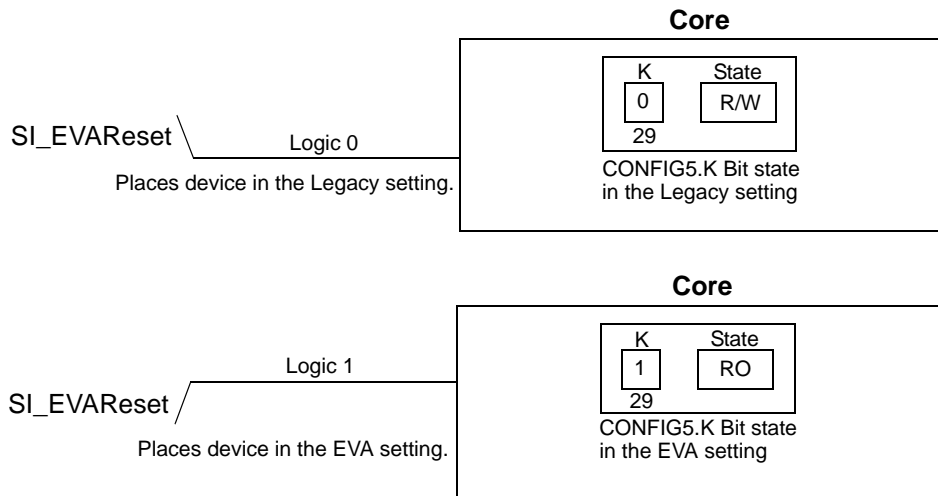 Core
K State
0 R/W
29
SI_EVAReset
Logic 0
Places device in the Legacy setting.
CONFIG5.K Bit state
in the Legacy setting
Core
K State
1 RO
29
SI_EVAReset
Logic 1
Places device in the EVA setting.
CONFIG5.K Bit state
in the EVA setting